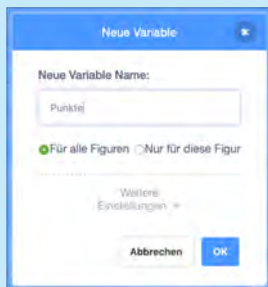 Neue Variable
Neue Variable Name:
Punkte
Für alle Figuren Nur für diese Figur
Weitere
Einstellungen
Abbrechen OK